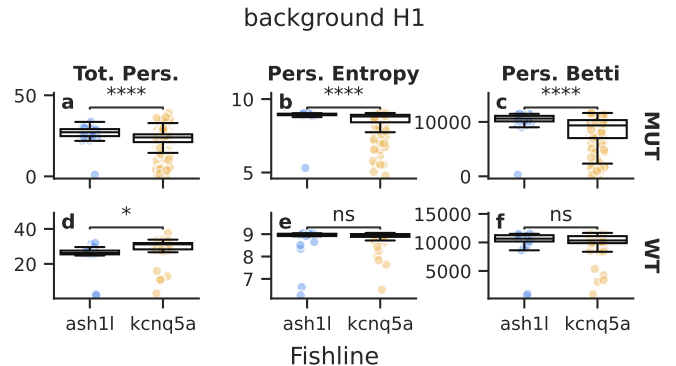 background H1
Tot. Pers. Pers. Entropy Pers. Betti
**** **** ****
50 a 10 b c
10000 MUT
0 5 0
* ns ns
d e f
40 9 15000
20 8 10000 WT
7 5000
ash1l kcnq5a ash1l kcnq5a ash1l kcnq5a
Fishline